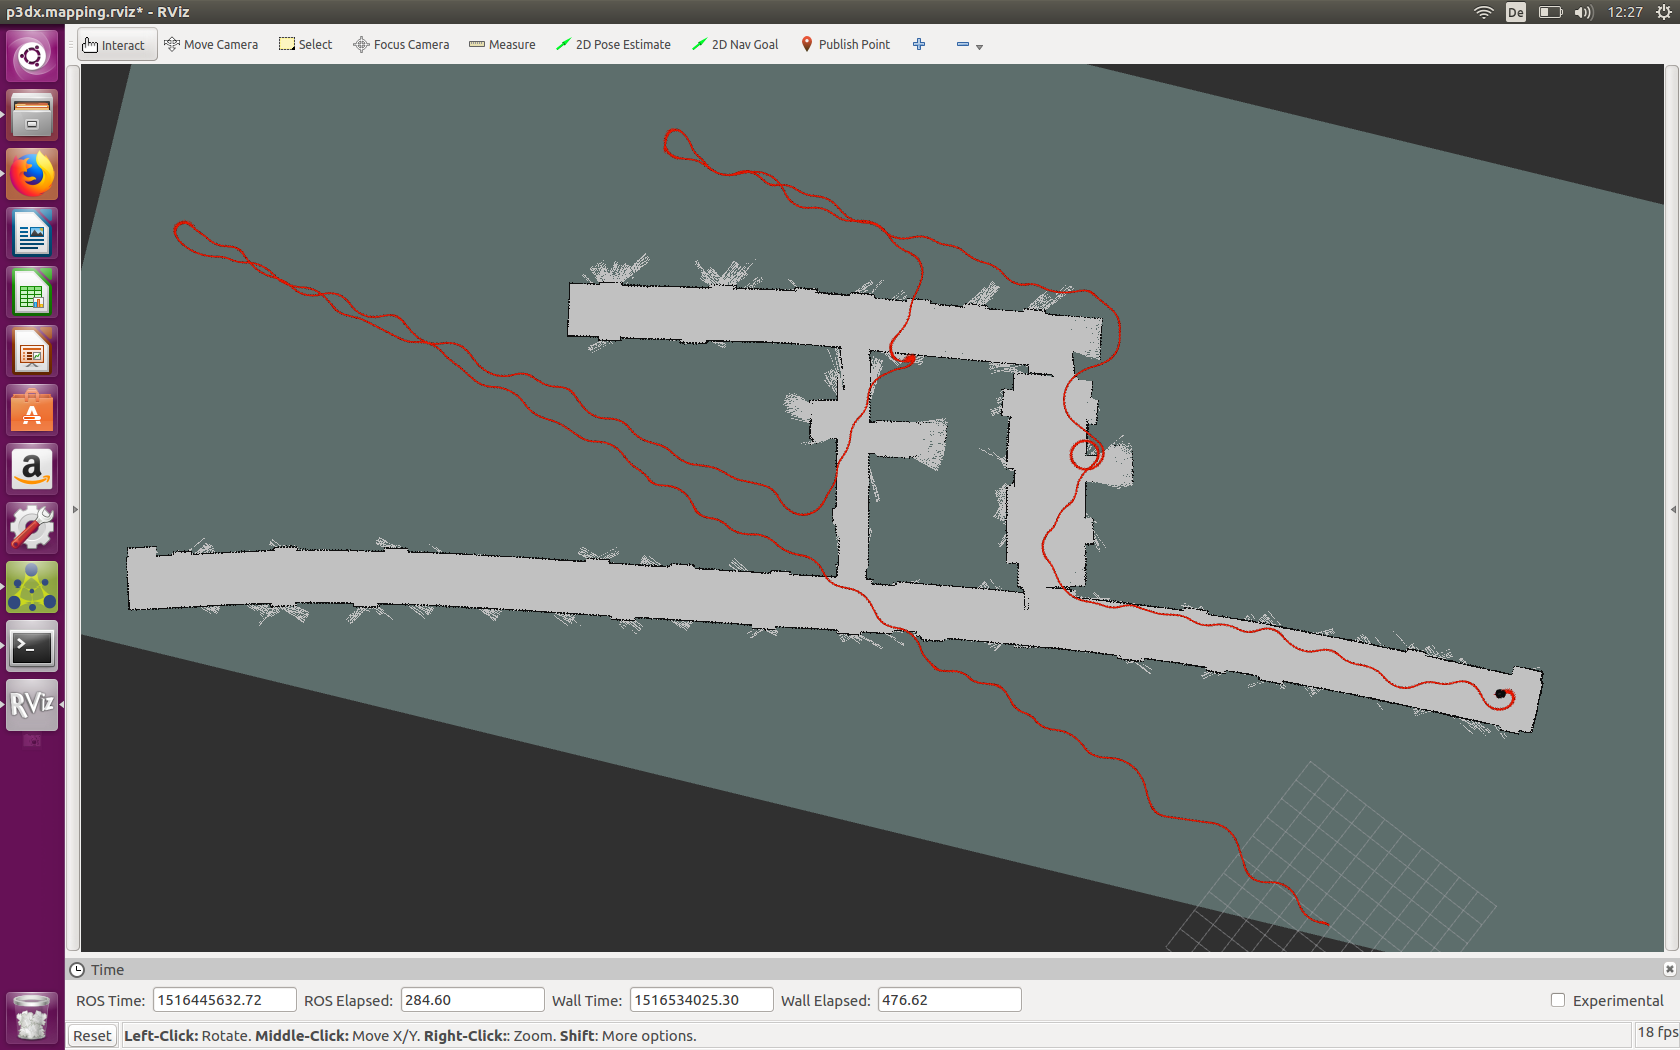 p3dx.mapping.rviz* - RViz
De
12:27
Interact
Move Camera
Select
Focus Camera
Measure
2D Pose Estimate
2D Nav Goal
Publish Point
a
>_
RViz
Time
ROS Time: 1516445632.72 ROS Elapsed: 284.60 Wall Time: 1516534025.30 Wall Elapsed: 476.62 Experimental
Reset Left-Click: Rotate. Middle-Click: Move X/Y. Right-Click:: Zoom. Shift: More options. 18 fps